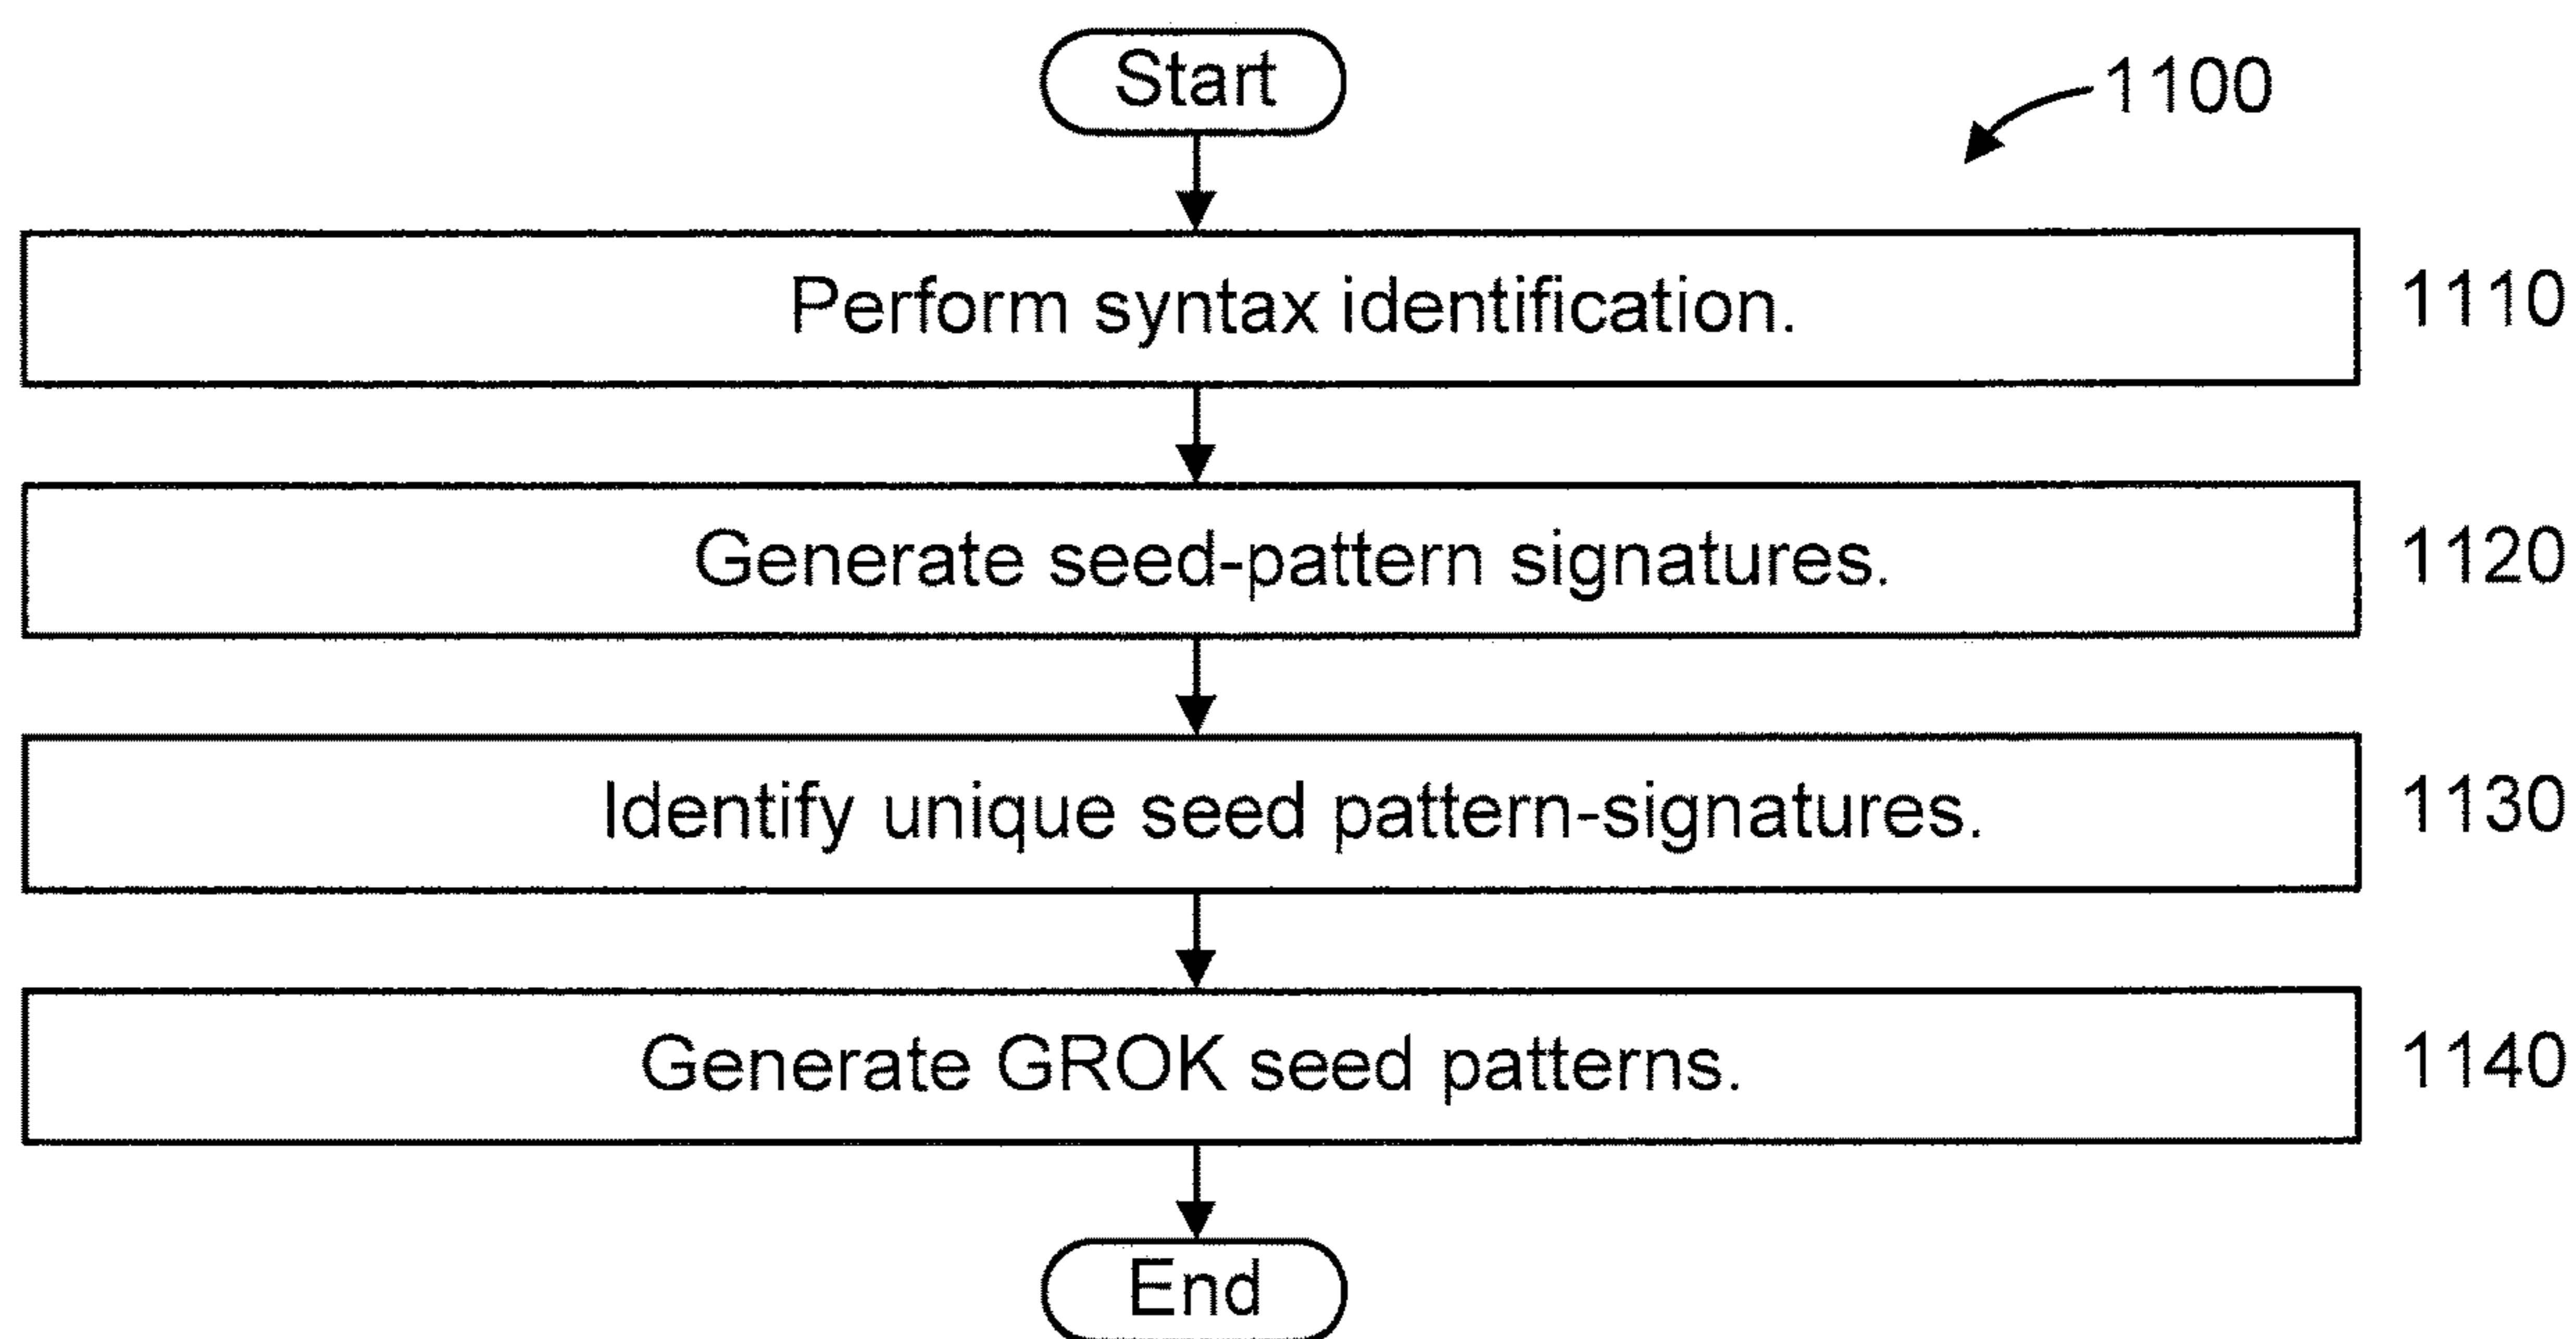 Start
1100
Perform syntax identification.
1110
Generate seed-pattern signatures.
1120
Identify unique seed pattern-signatures.
1130
Generate GROK seed patterns.
1140
End